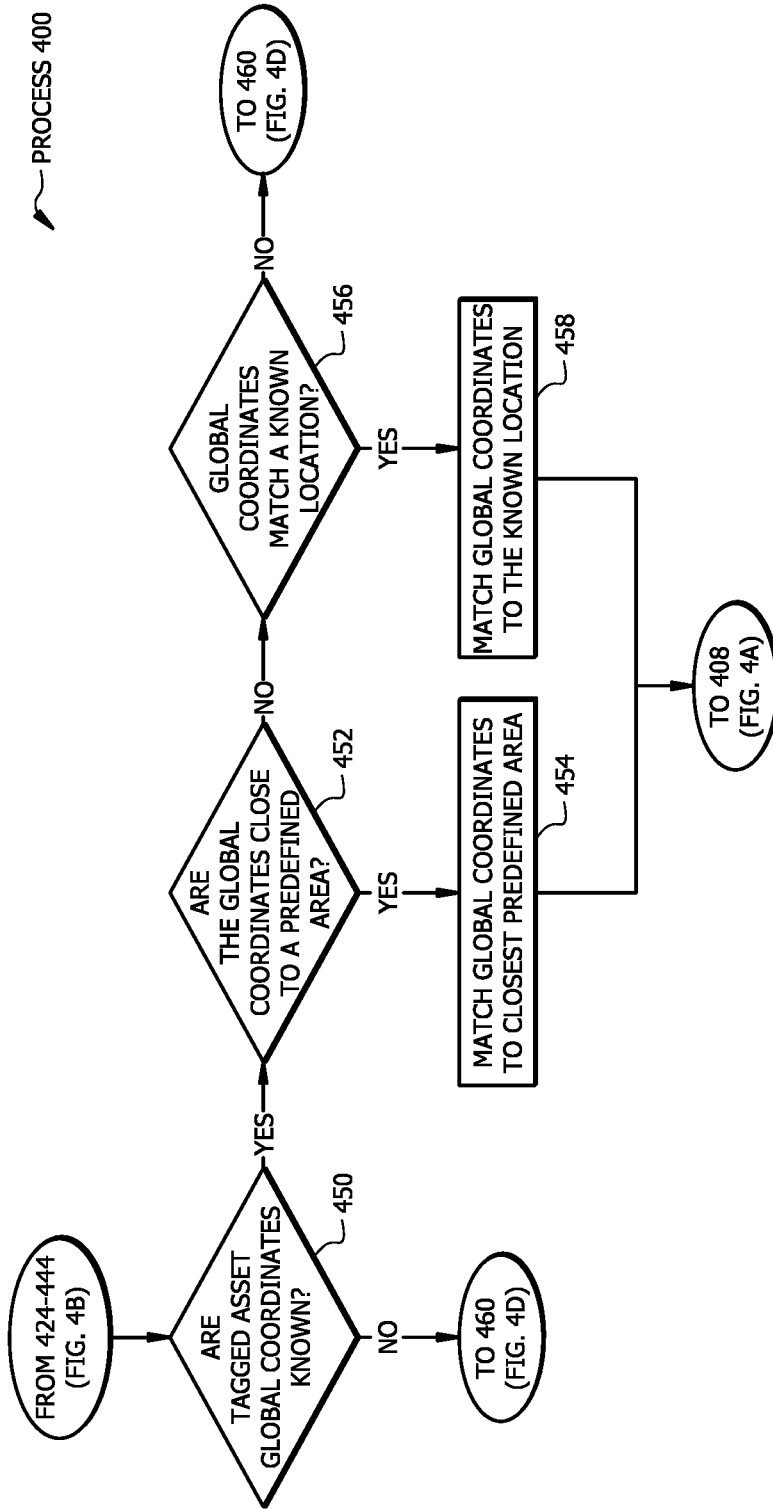 PROCESS 400
FROM 424-444
(FIG. 4B)
ARE
TAGGED ASSET
GLOBAL COORDINATES
KNOWN?
450
NO
TO 460
(FIG. 4D)
YES
ARE
THE GLOBAL
COORDINATES CLOSE
TO A PREDEFINED
AREA?
452
YES
MATCH GLOBAL COORDINATES
TO CLOSEST PREDEFINED AREA
454
NO
GLOBAL
COORDINATES
MATCH A KNOWN
LOCATION?
456
YES
MATCH GLOBAL COORDINATES
TO THE KNOWN LOCATION
458
NO
TO 460
(FIG. 4D)
TO 408
(FIG. 4A)